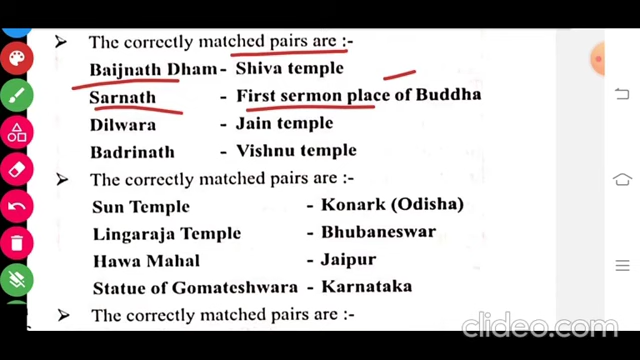 ➢ The correctly matched pairs are :-
Baijnath Dham - Shiva temple
Sarnath - First sermon place of Buddha
Dilwara - Jain temple
Badrinath - Vishnu temple
➢ The correctly matched pairs are :-
Sun Temple - Konark (Odisha)
Lingaraja Temple - Bhubaneswar
Hawa Mahal - Jaipur
Statue of Gomateshwara - Karnataka
➢ The correctly matched pairs are :-
clideo.com